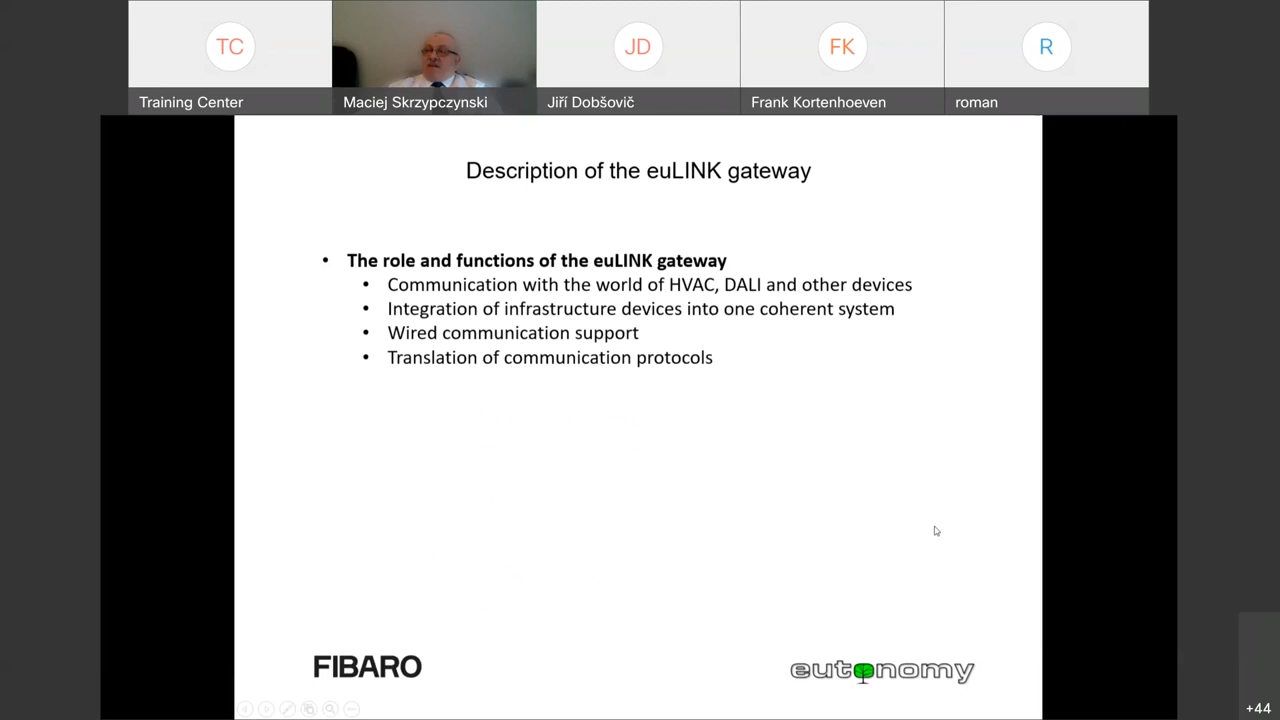 TC
JD
FK
R
Training Center
Maciej Skrzypczynski
Jiří Dobšovič
Frank Kortenhoeven
roman
Description of the euLINK gateway
• The role and functions of the euLINK gateway
• Communication with the world of HVAC, DALI and other devices
• Integration of infrastructure devices into one coherent system
• Wired communication support
• Translation of communication protocols
FIBARO
eutonomy
+44